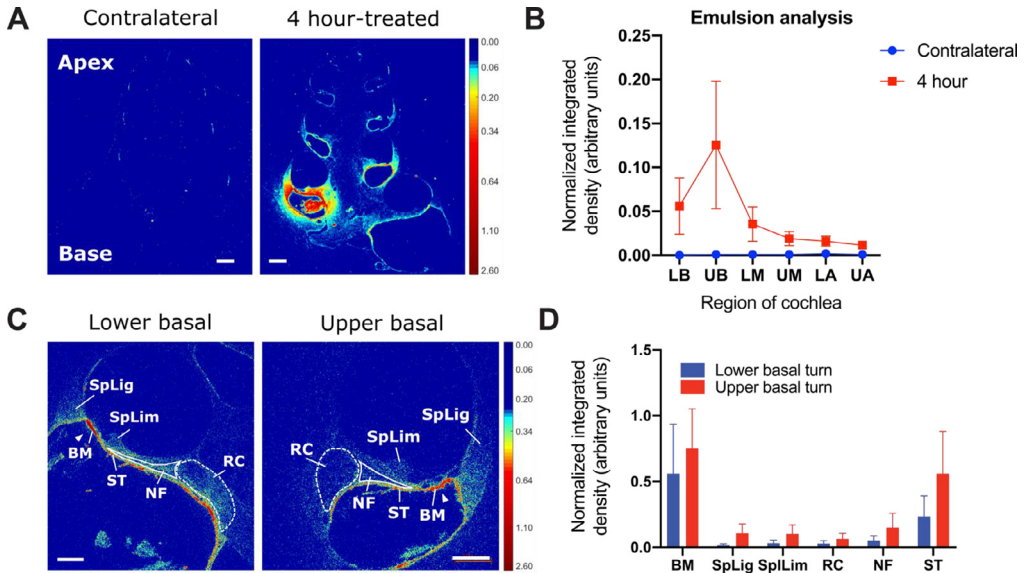 A
Contralateral
4 hour-treated
Apex
Base
0.00
0.06
0.20
0.34
0.64
1.10
2.60
B
Emulsion analysis
Normalized integrated
density (arbitrary units)
0.25
0.20
0.15
0.10
0.05
0.00
LB UB LM UM LA UA
Region of cochlea
Contralateral
4 hour
C
Lower basal
Upper basal
SpLig
SpLim
BM
ST
NF
RC
SpLig
SpLim
RC
NF
ST
BM
0.00
0.06
0.20
0.34
0.60
1.10
2.60
D
Normalized integrated
density (arbitrary units)
1.5
1.0
0.5
0.0
Lower basal turn
Upper basal turn
BM SpLig SplLim RC NF ST